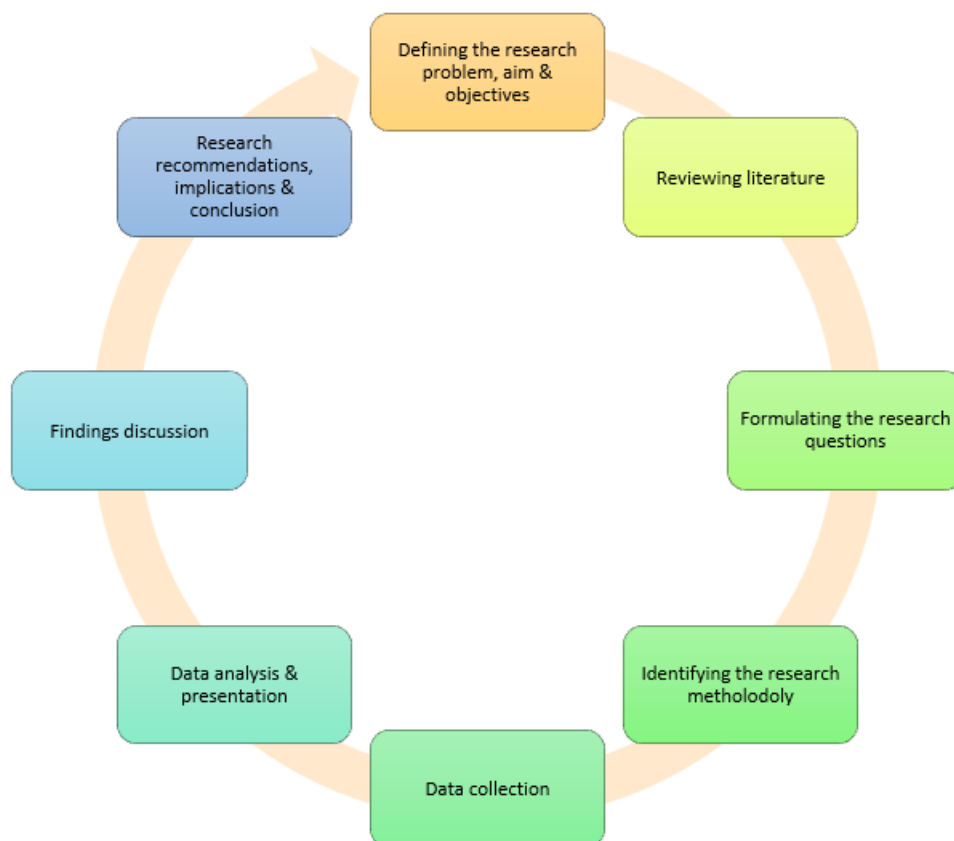 Defining the research
problem, aim &
objectives
Reviewing literature
Formulating the research
questions
Identifying the research
metholodoly
Data collection
Data analysis &
presentation
Findings discussion
Research
recommendations,
implications &
conclusion